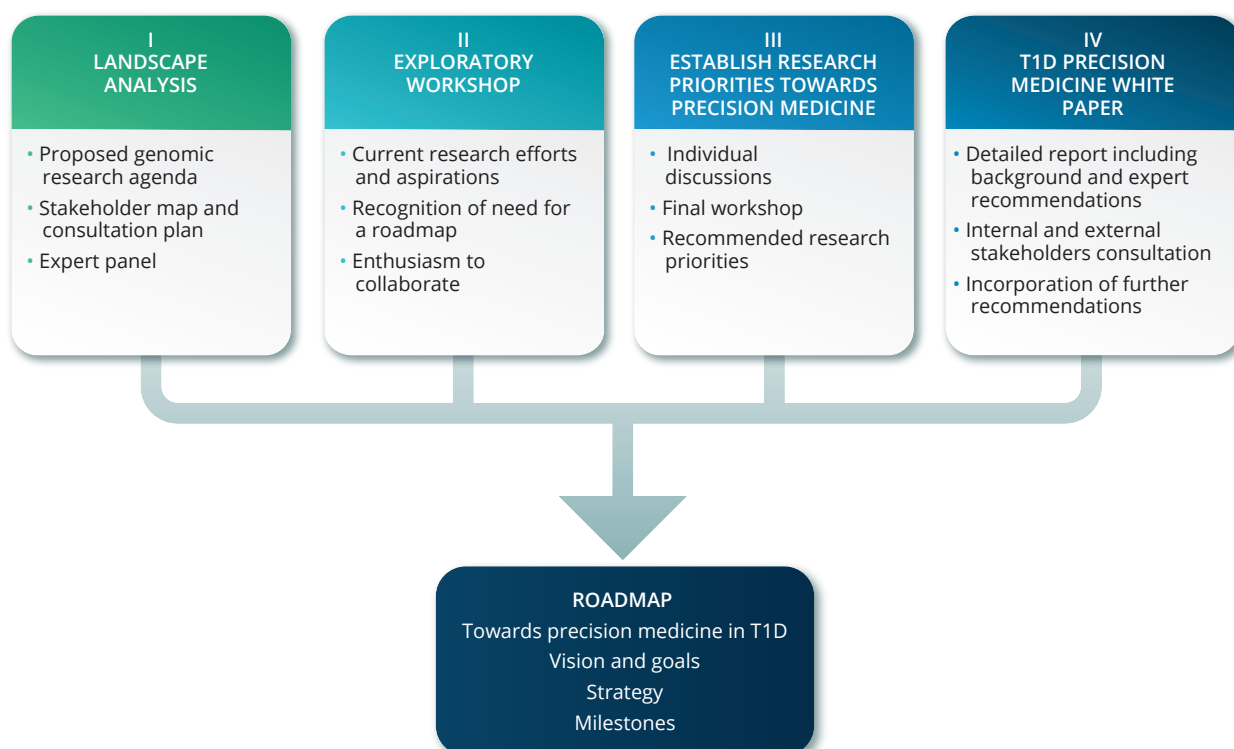 I
LANDSCAPE
ANALYSIS
• Proposed genomic
research agenda
• Stakeholder map and
consultation plan
• Expert panel
II
EXPLORATORY
WORKSHOP
• Current research efforts
and aspirations
• Recognition of need for
a roadmap
• Enthusiasm to
collaborate
III
ESTABLISH RESEARCH
PRIORITIES TOWARDS
PRECISION MEDICINE
• Individual
discussions
• Final workshop
• Recommended research
priorities
IV
T1D PRECISION
MEDICINE WHITE
PAPER
• Detailed report including
background and expert
recommendations
• Internal and external
stakeholders consultation
• Incorporation of further
recommendations
ROADMAP
Towards precision medicine in T1D
Vision and goals
Strategy
Milestones